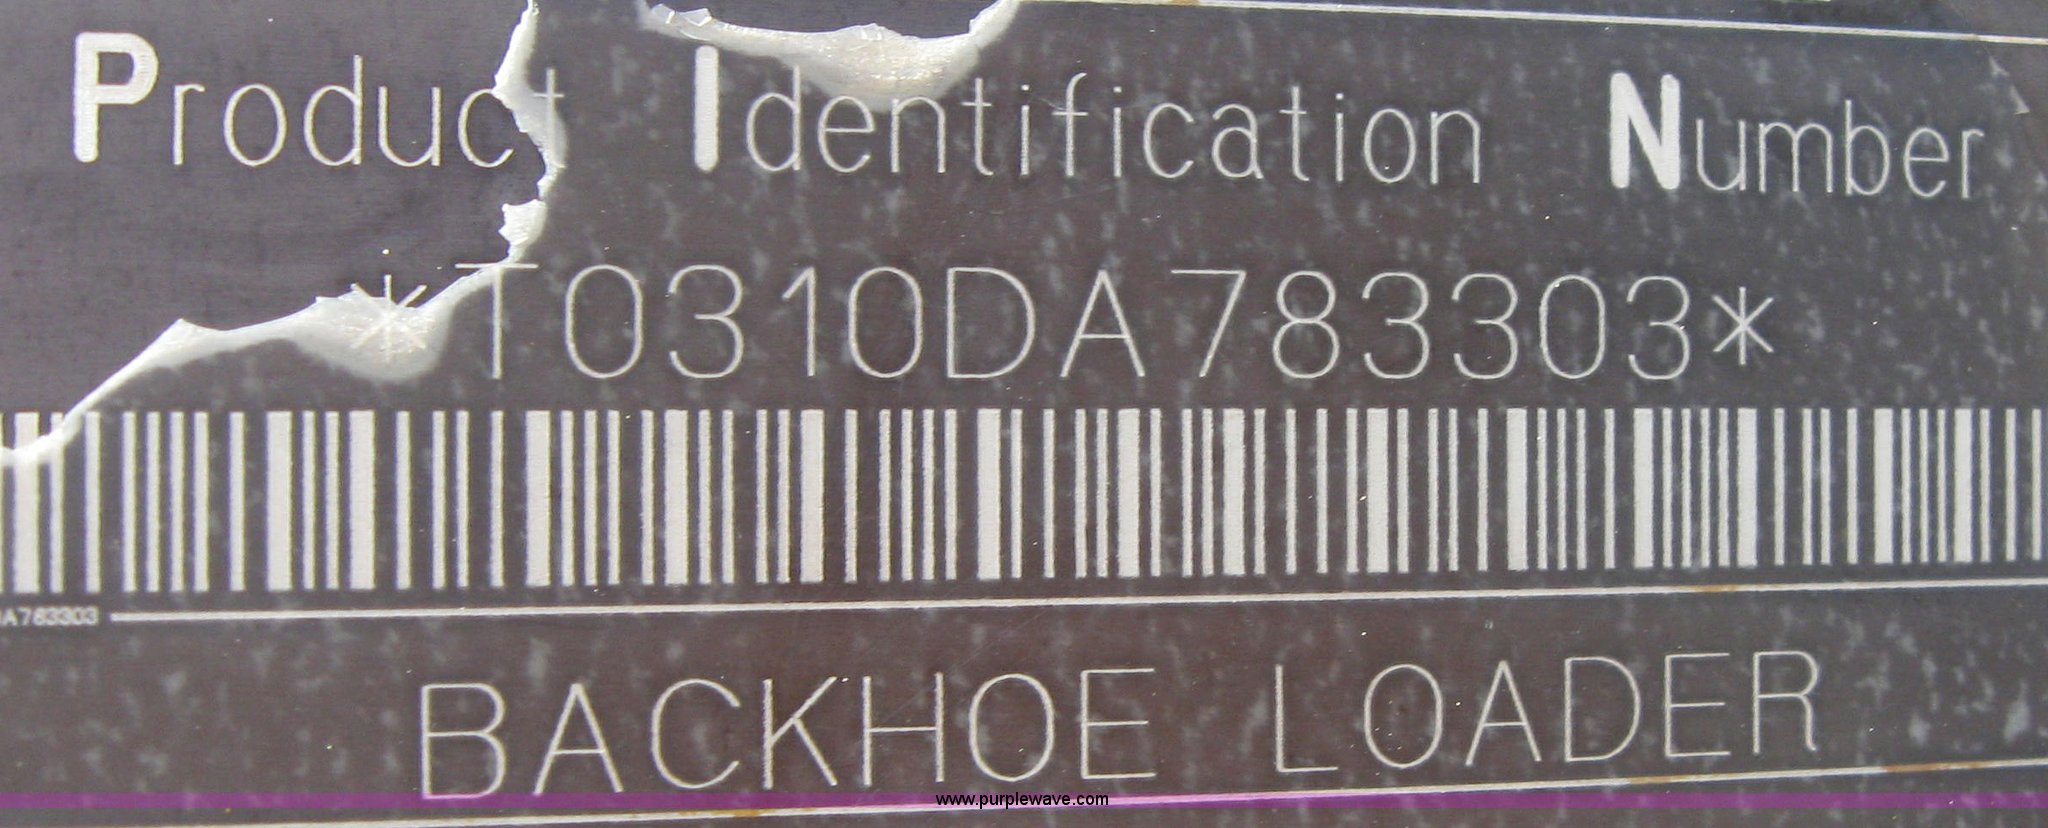 Product Identification Number
*T0310DA783303*
A783303
BACKHOE LOADER
www.purplewave.com